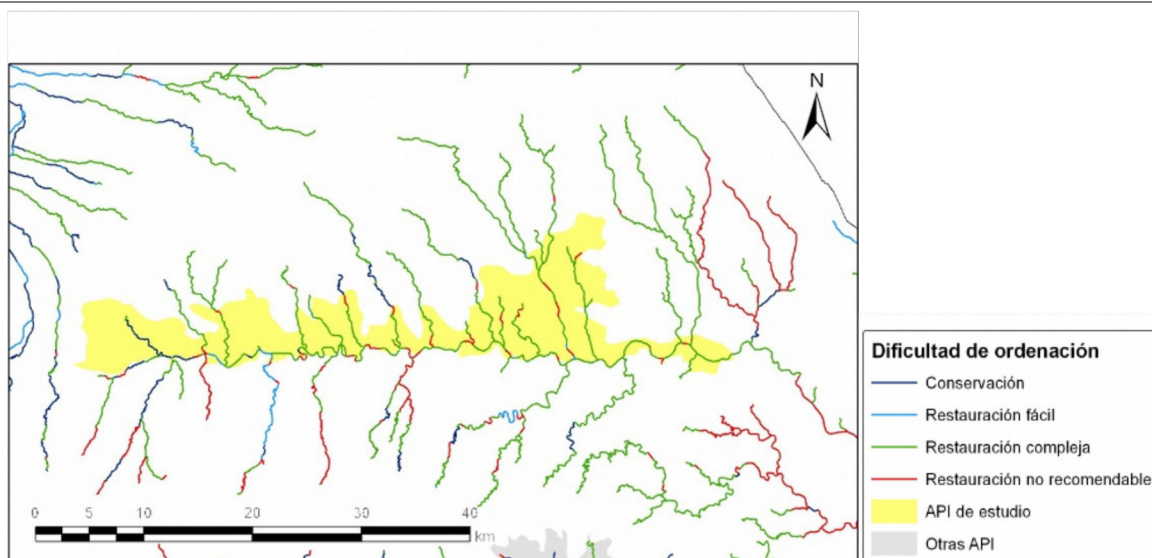 N
Dificultad de ordenación
Conservación
Restauración fácil
Restauración compleja
Restauración no recomendable
API de estudio
Otras API
0 5 10 20 30 40
km